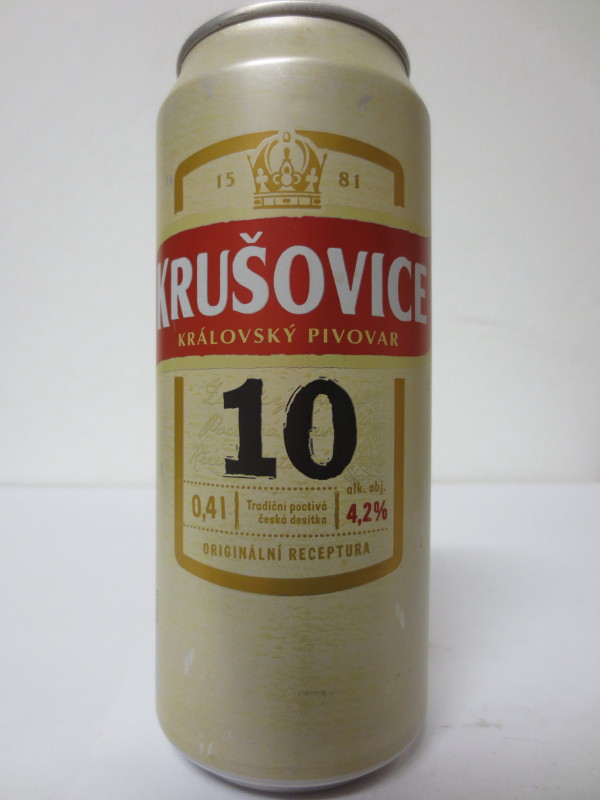 15 81
KRUŠOVICE
KRÁLOVSKÝ PIVOVAR
10
alk. obj.
0,4l Tradiční poctivá 4,2%
česká desítka
ORIGINÁLNÍ RECEPTURA